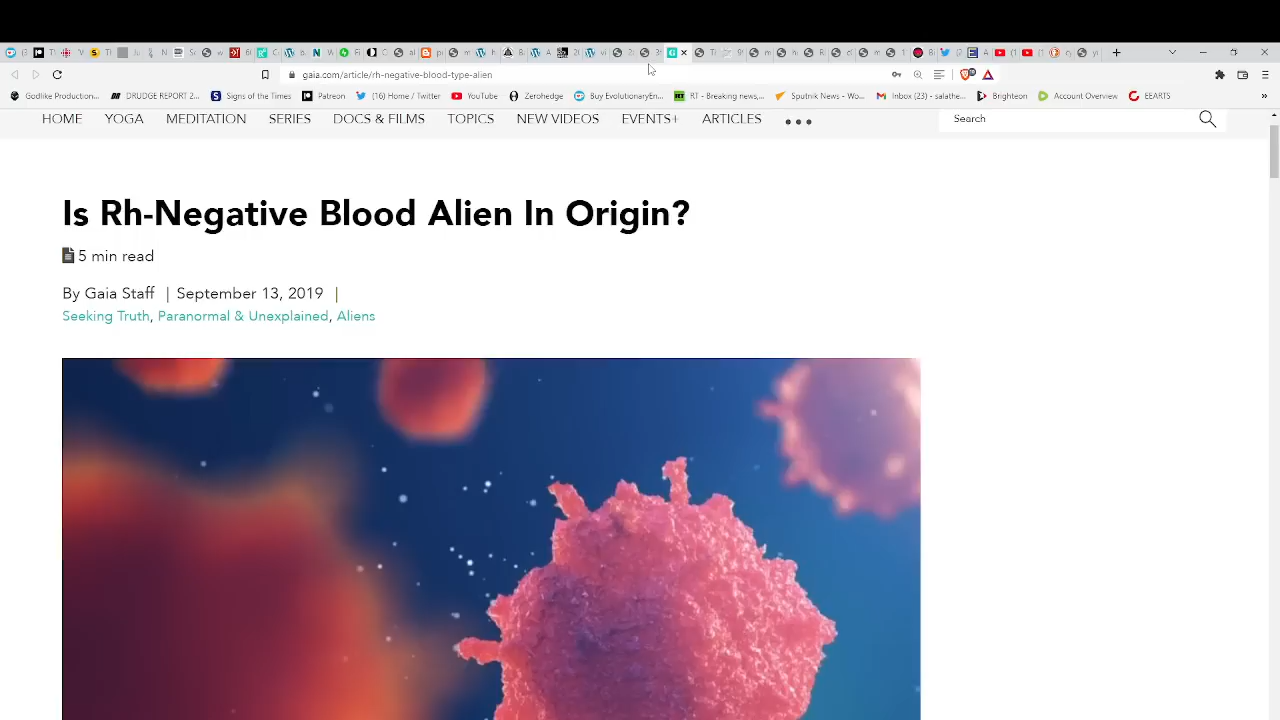 gaia.com/article/rh-negative-blood-type-alien
Godlike Production... DRUDGE REPORT 2... Signs of the Times Patreon (16) Home / Twitter YouTube Zerohedge Buy EvolutionaryEn... RT - Breaking news,... Sputnik News - Wo... Inbox (23) - salathe... Brighteon Account Overview EEARTS »
HOME YOGA MEDITATION SERIES DOCS & FILMS TOPICS NEW VIDEOS EVENTS+ ARTICLES ••• Search
Is Rh-Negative Blood Alien In Origin?
5 min read
By Gaia Staff | September 13, 2019 |
Seeking Truth, Paranormal & Unexplained, Aliens